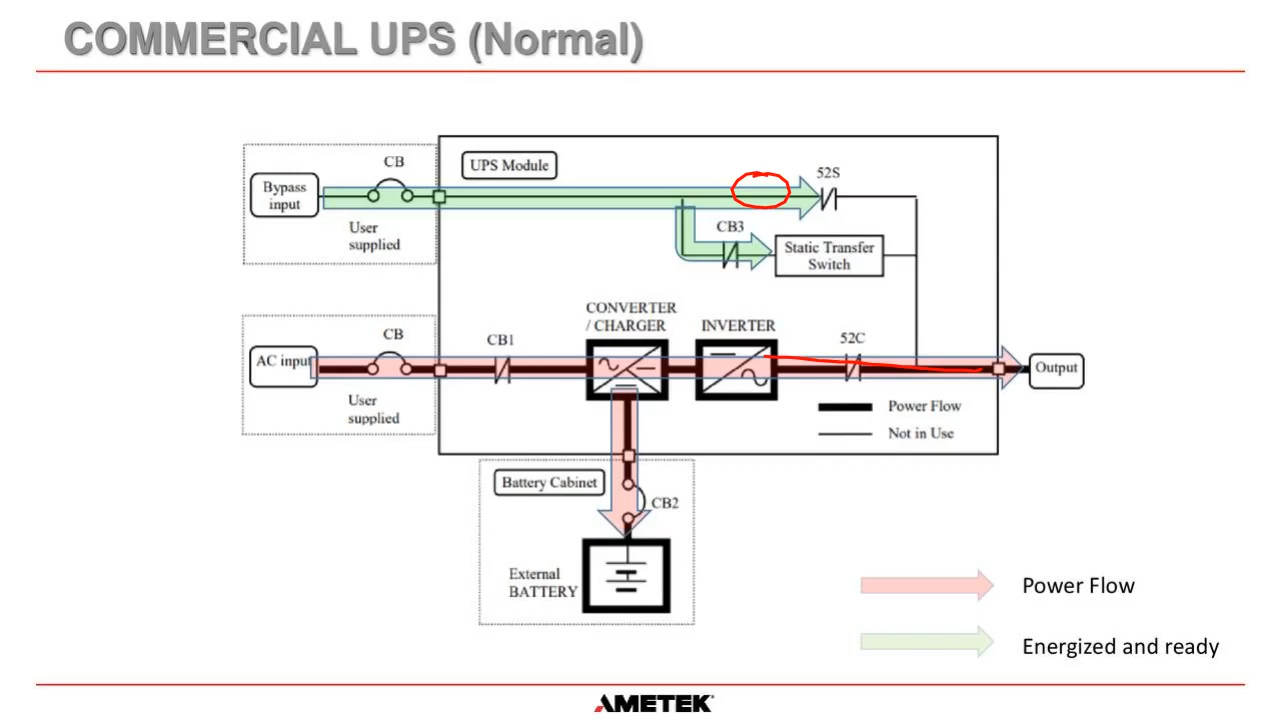 COMMERCIAL UPS (Normal)
CB
UPS Module
52S
Bypass
input
User
supplied
CB3
Static Transfer
Switch
CONVERTER
/ CHARGER
INVERTER
CB
CB1
52C
AC input
Output
User
supplied
Power Flow
Not in Use
Battery Cabinet
CB2
External
BATTERY
Power Flow
Energized and ready
AMETEK